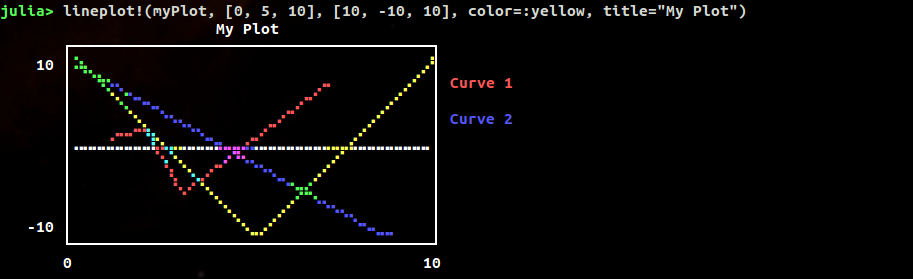 julia> lineplot!(myPlot, [0, 5, 10], [10, -10, 10], color=:yellow, title="My Plot")
My Plot
10
Curve 1
Curve 2
-10
0 10